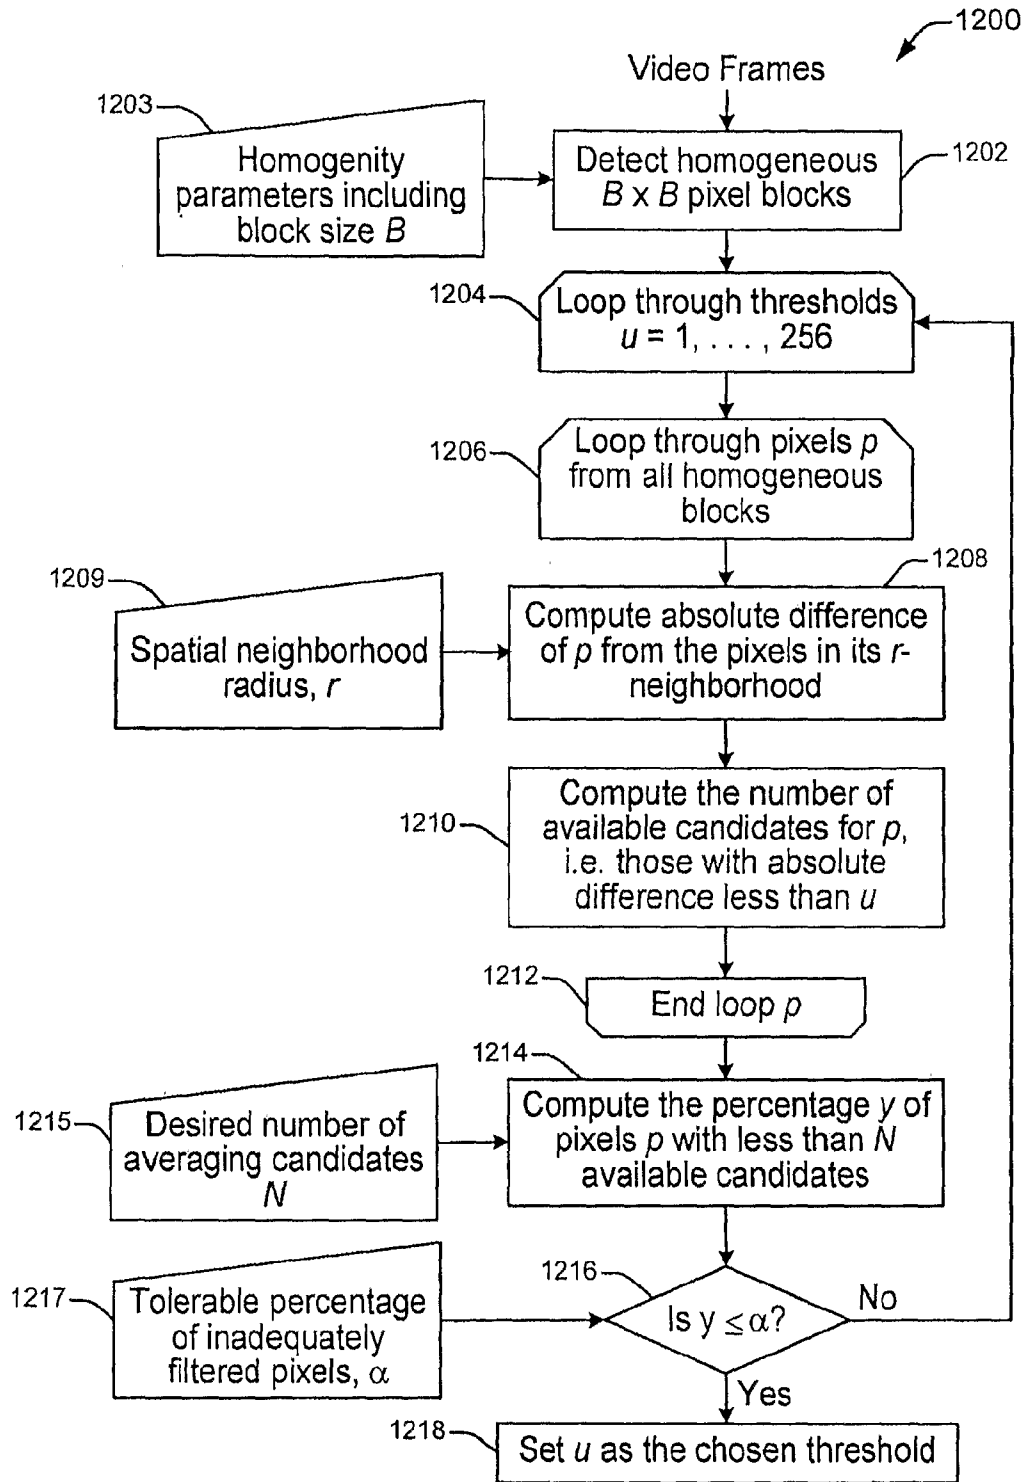 1200
Video Frames
1203
Homogenity
parameters including
block size B
Detect homogeneous
B x B pixel blocks
1202
1204
Loop through thresholds
u = 1, . . . , 256
1206
Loop through pixels p
from all homogeneous
blocks
1209
Spatial neighborhood
radius, r
1208
Compute absolute difference
of p from the pixels in its r-
neighborhood
1210
Compute the number of
available candidates for p,
i.e. those with absolute
difference less than u
1212
End loop p
1214
1215
Desired number of
averaging candidates
N
Compute the percentage y of
pixels p with less than N
available candidates
1217
Tolerable percentage
of inadequately
filtered pixels, α
1216
Is y ≤ α?
No
Yes
1218
Set u as the chosen threshold